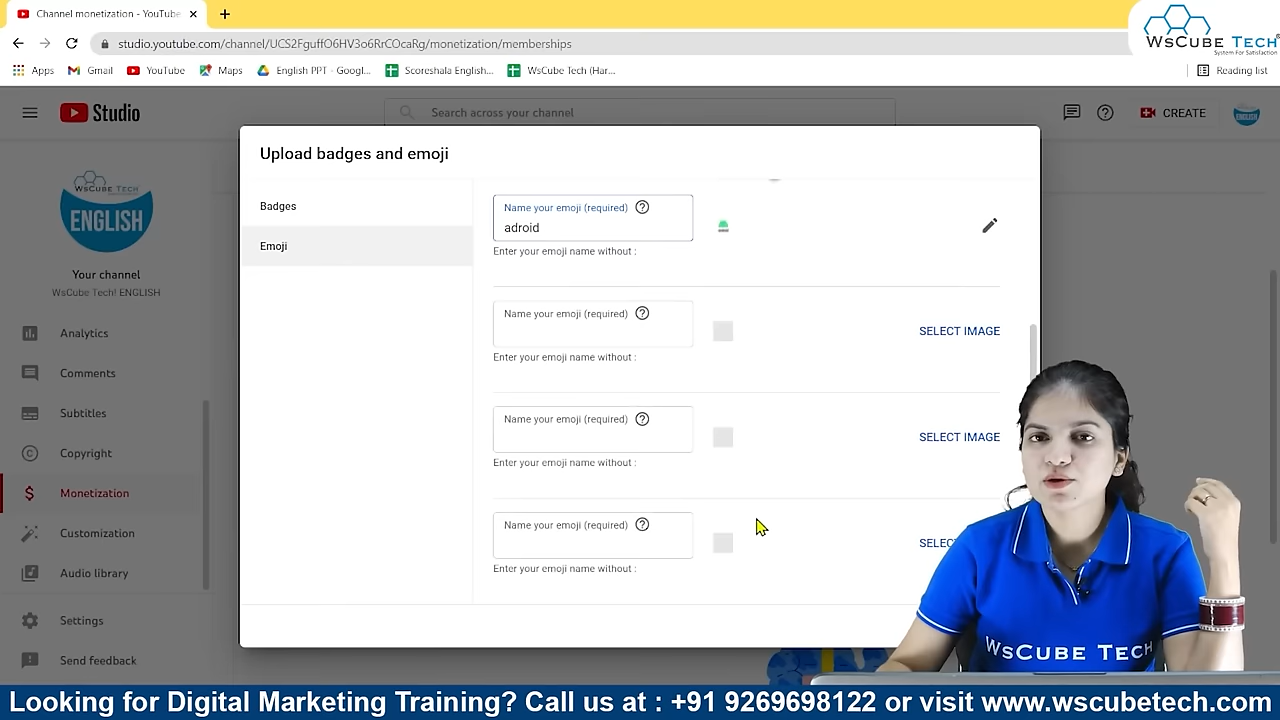 Channel monetization - YouTube
studio.youtube.com/channel/UCS2FguffO6HV3o6RrCOcaRg/monetization/memberships
WsCube Tech
System For Satisfaction
Apps
Gmail
YouTube
Maps
English PPT - Googl...
Scoreshala English...
WsCube Tech (Har...
Reading list
Studio
Search across your channel
CREATE
ENGLISH
Upload badges and emoji
Badges
Emoji
WsCube Tech
ENGLISH
Your channel
WsCube Tech! ENGLISH
Analytics
Comments
Subtitles
Copyright
Monetization
Customization
Audio library
Settings
Send feedback
Name your emoji (required)
adroid
Enter your emoji name without :
Name your emoji (required)
SELECT IMAGE
Enter your emoji name without :
Name your emoji (required)
SELECT IMAGE
Enter your emoji name without :
Name your emoji (required)
SELEC
Enter your emoji name without :
WsCube Tech
Looking for Digital Marketing Training? Call us at : +91 9269698122 or visit www.wscubetech.com